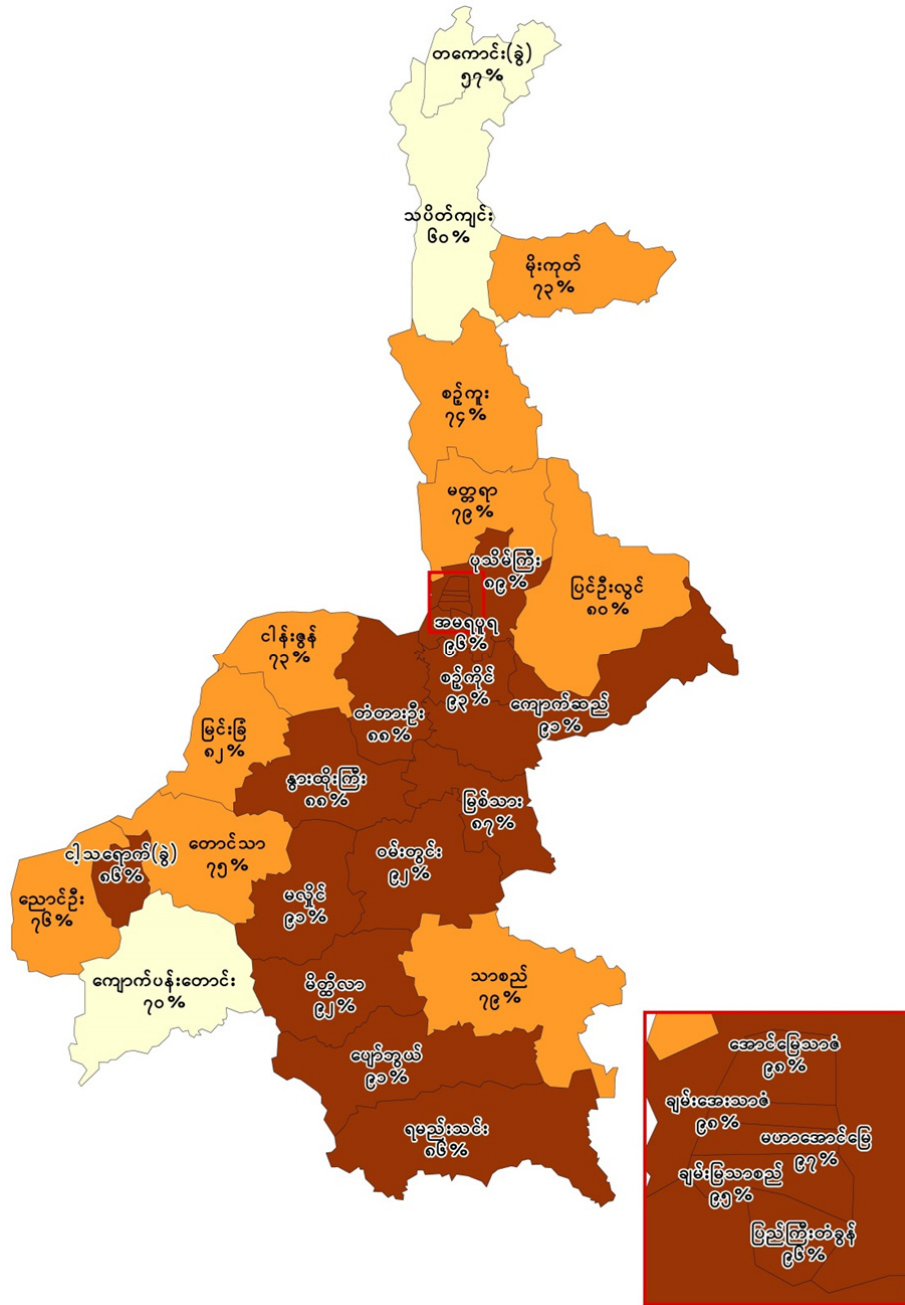 တကောင်း(ခွဲ)
၅၇%
သပိတ်ကျင်း
၆၀%
မိုးကုတ်
၇၃%
စဉ့်ကူး
၇၄%
မတ္တရာ
၇၉%
ပုသိမ်ကြီး
၈၉%
ပြင်ဦးလွင်
၈၀%
အမရပူရ
၉၆%
ငါန်းဇွန်
၇၃%
စဉ့်ကိုင်
၉၃%
တံတားဦး
၈၈%
ကျောက်ဆည်
၉၁%
မြင်းခြံ
၈၂%
နွားထိုးကြီး
၈၈%
မြစ်သား
၈၇%
တောင်သာ
၇၅%
ဝမ်းတွင်း
၉၂%
ငါ့သရောက်(ခွဲ)
၈၆%
ညောင်ဦး
၇၆%
မလှိုင်
၉၁%
ကျောက်ပန်းတောင်း
၇၀%
မိတ္ထီလာ
၉၂%
သာစည်
၇၉%
ပျော်ဘွယ်
၉၁%
ရမည်းသင်း
၈၆%
အောင်မြေသာဇံ
၉၈%
ချမ်းအေးသာဇံ
၉၈%
မဟာအောင်မြေ
၉၇%
ချမ်းမြသာစည်
၉၅%
ပြည်ကြီးတံခွန်
၉၆%